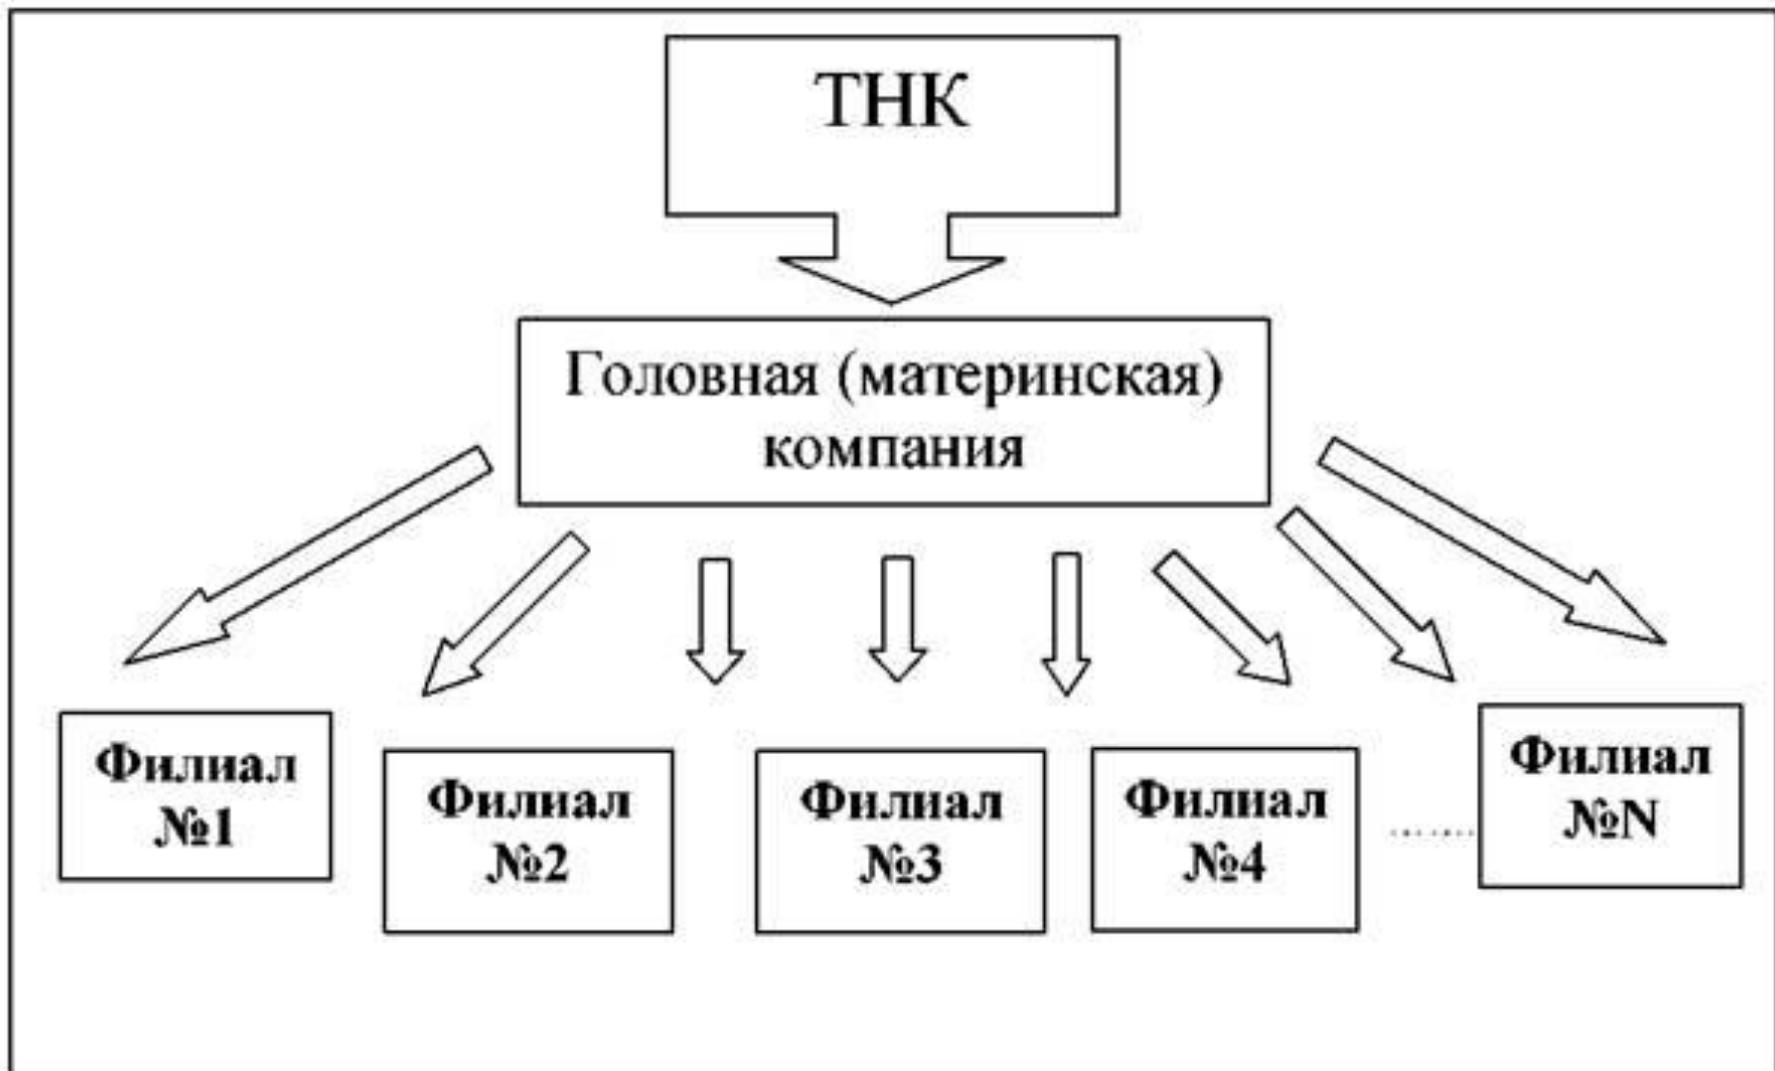 ТНК
Головная (материнская)
компания
Филиал
№1
Филиал
№2
Филиал
№3
Филиал
№4
.......
Филиал
№N